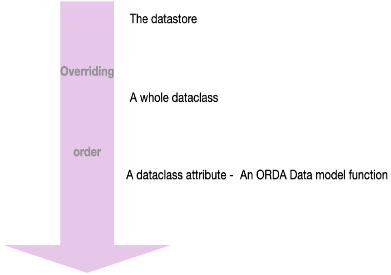 The datastore
Overriding
A whole dataclass
order
A dataclass attribute - An ORDA Data model function